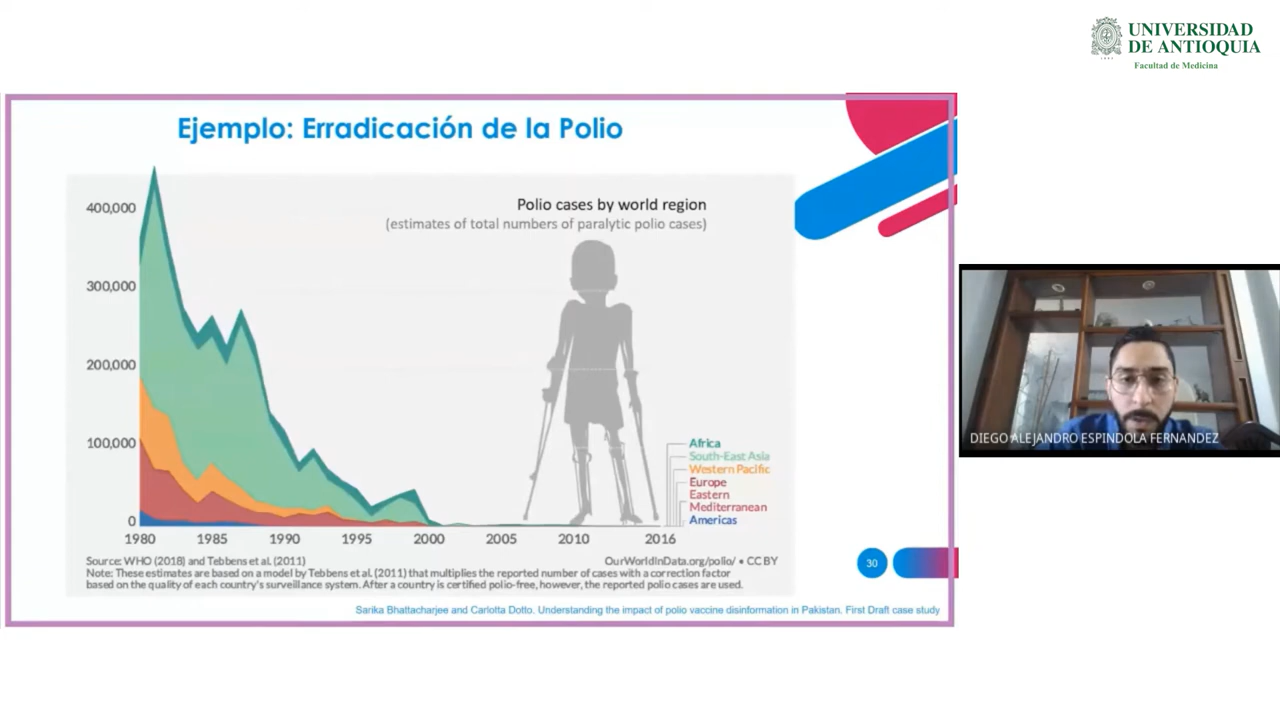 UNIVERSIDAD
DE ANTIOQUIA
Facultad de Medicina
Ejemplo: Erradicación de la Polio
Polio cases by world region
(estimates of total numbers of paralytic polio cases)
400,000
300,000
200,000
100,000
0
1980 1985 1990 1995 2000 2005 2010 2016
Africa
South-East Asia
Western Pacific
Europe
Eastern
Mediterranean
Americas
Source: WHO (2018) and Tebbens et al. (2011)
OurWorldInData.org/polio/ • CC BY
Note: These estimates are based on a model by Tebbens et al. (2011) that multiplies the reported number of cases with a correction factor
based on the quality of each country's surveillance system. After a country is certified polio-free, however, the reported polio cases are used.
30
Sarika Bhattacharjee and Carlotta Dotto. Understanding the impact of polio vaccine disinformation in Pakistan. First Draft case study
DIEGO ALEJANDRO ESPINDOLA FERNANDEZ